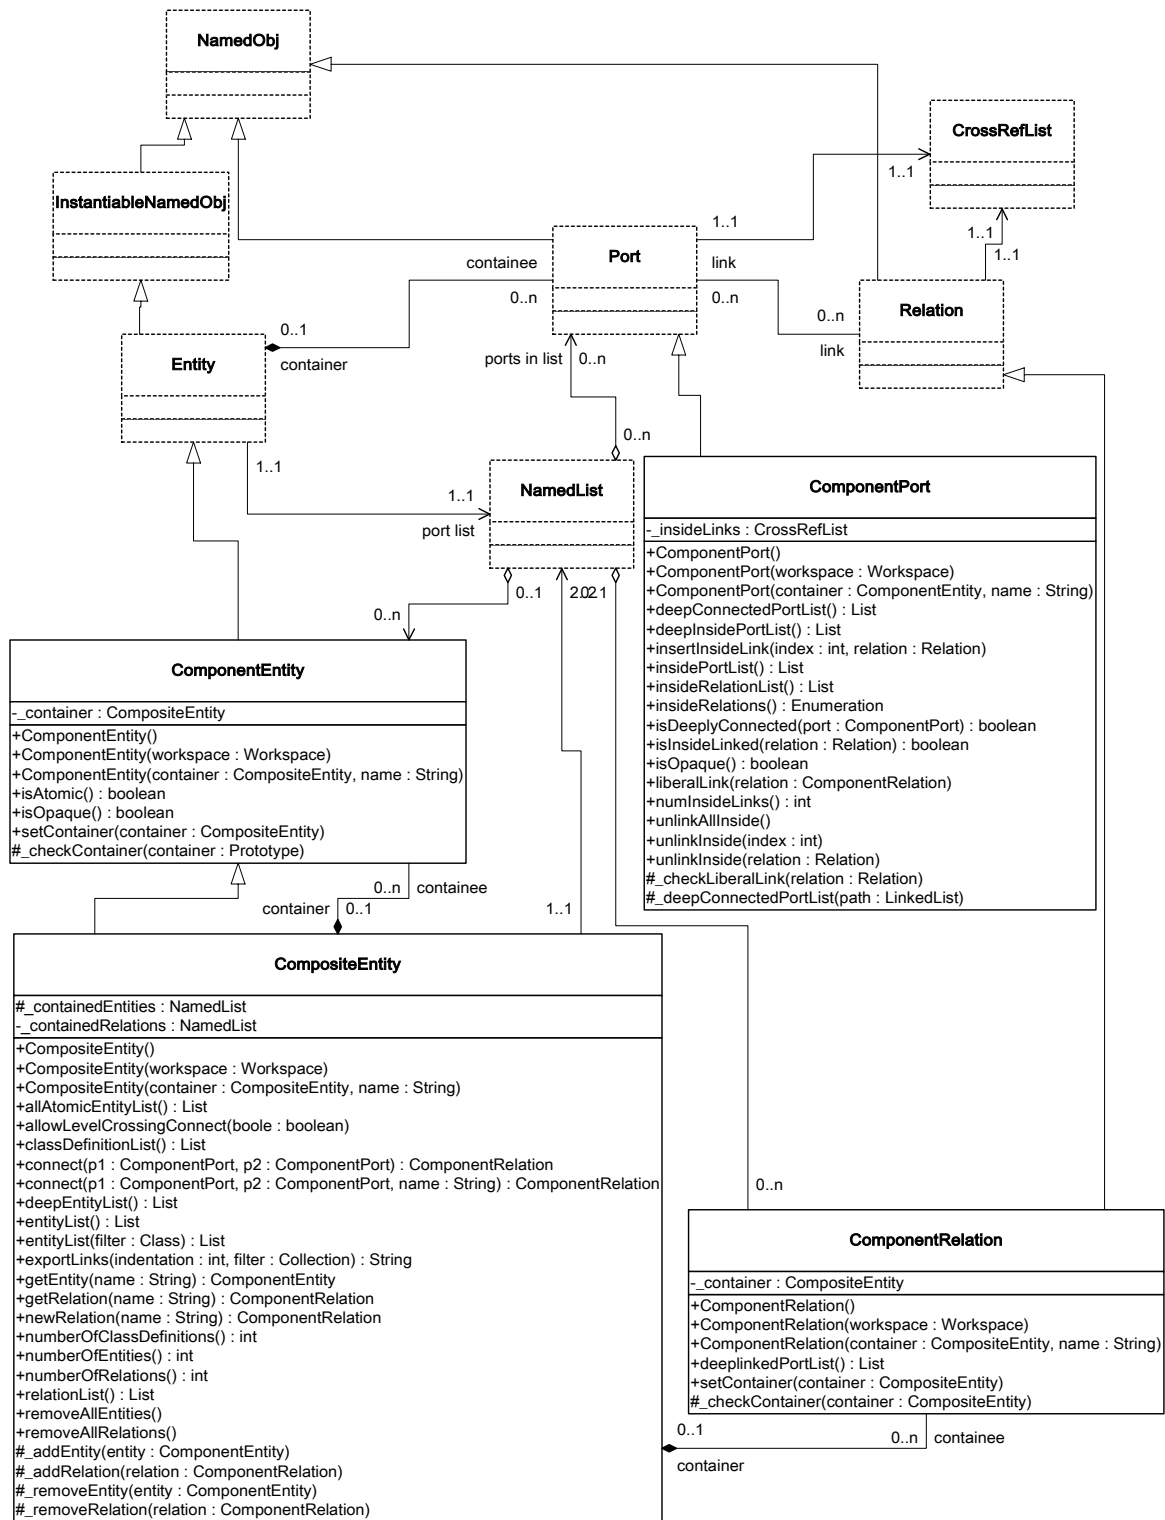 NamedObj
CrossRefList
1..1
InstantiableNamedObj
1..1
1..1
1..1
Port
containee
link
0..n
0..n
Relation
0..n
link
0..1
container
Entity
ports in list
0..n
0..n
1..1
NamedList
1..1
port list
ComponentPort
-_insideLinks : CrossRefList
+ComponentPort()
+ComponentPort(workspace : Workspace)
+ComponentPort(container : ComponentEntity, name : String)
+deepConnectedPortList() : List
+deepInsidePortList() : List
+insertInsideLink(index : int, relation : Relation)
+insidePortList() : List
+insideRelationList() : List
+insideRelations() : Enumeration
+isDeeplyConnected(port : ComponentPort) : boolean
+isInsideLinked(relation : Relation) : boolean
+isOpaque() : boolean
+liberalLink(relation : ComponentRelation)
+numInsideLinks() : int
+unlinkAllInside()
+unlinkInside(index : int)
+unlinkInside(relation : Relation)
#_checkLiberalLink(relation : Relation)
#_deepConnectedPortList(path : LinkedList)
0..1
0..n
ComponentEntity
-_container : CompositeEntity
+ComponentEntity()
+ComponentEntity(workspace : Workspace)
+ComponentEntity(container : CompositeEntity, name : String)
+isAtomic() : boolean
+isOpaque() : boolean
+setContainer(container : CompositeEntity)
#_checkContainer(container : Prototype)
0..n
containee
container
0..1
1..1
CompositeEntity
#_containedEntities : NamedList
-_containedRelations : NamedList
+CompositeEntity()
+CompositeEntity(workspace : Workspace)
+CompositeEntity(container : CompositeEntity, name : String)
+allAtomicEntityList() : List
+allowLevelCrossingConnect(boole : boolean)
+classDefinitionList() : List
+connect(p1 : ComponentPort, p2 : ComponentPort) : ComponentRelation
+connect(p1 : ComponentPort, p2 : ComponentPort, name : String) : ComponentRelation
+deepEntityList() : List
+entityList() : List
+entityList(filter : Class) : List
+exportLinks(indentation : int, filter : Collection) : String
+getEntity(name : String) : ComponentEntity
+getRelation(name : String) : ComponentRelation
+newRelation(name : String) : ComponentRelation
+numberOfClassDefinitions() : int
+numberOfEntities() : int
+numberOfRelations() : int
+relationList() : List
+removeAllEntities()
+removeAllRelations()
#_addEntity(entity : ComponentEntity)
#_addRelation(relation : ComponentRelation)
#_removeEntity(entity : ComponentEntity)
#_removeRelation(relation : ComponentRelation)
0..n
ComponentRelation
-_container : CompositeEntity
+ComponentRelation()
+ComponentRelation(workspace : Workspace)
+ComponentRelation(container : CompositeEntity, name : String)
+deeplinkedPortList() : List
+setContainer(container : CompositeEntity)
#_checkContainer(container : CompositeEntity)
0..1
container
0..n
containee